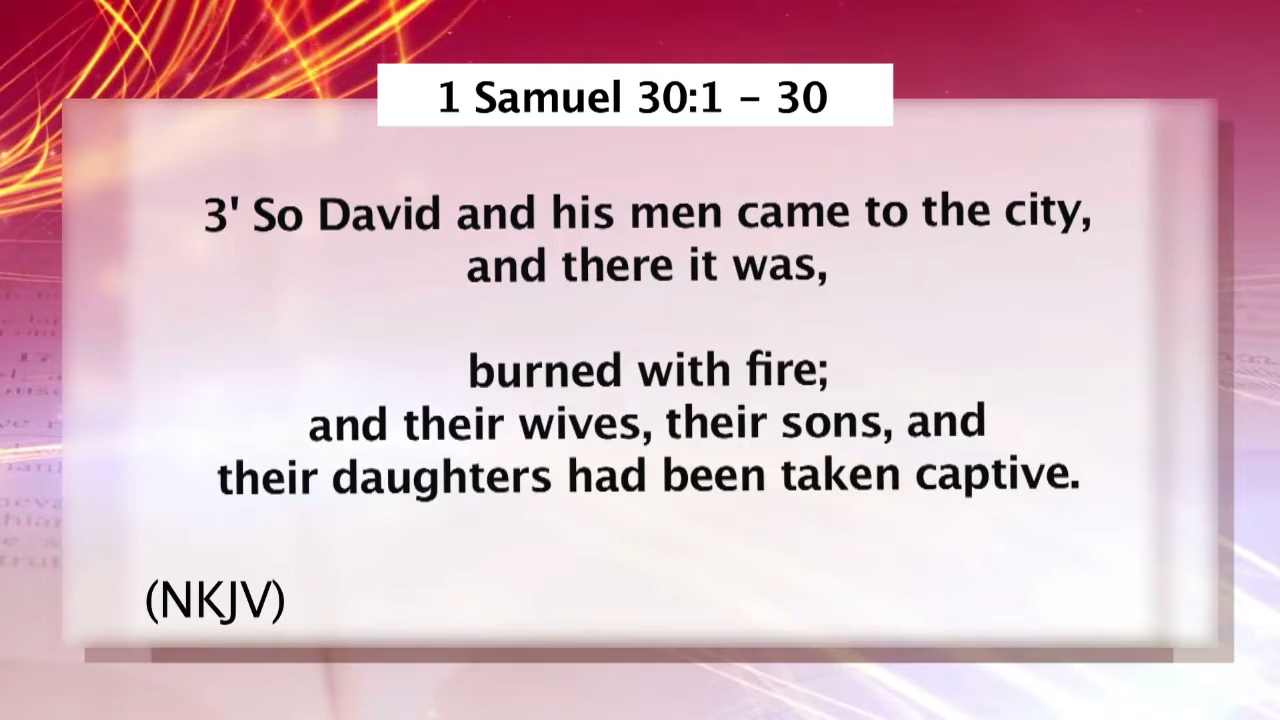 1 Samuel 30:1 – 30
3' So David and his men came to the city,
and there it was,
burned with fire;
and their wives, their sons, and
their daughters had been taken captive.
(NKJV)